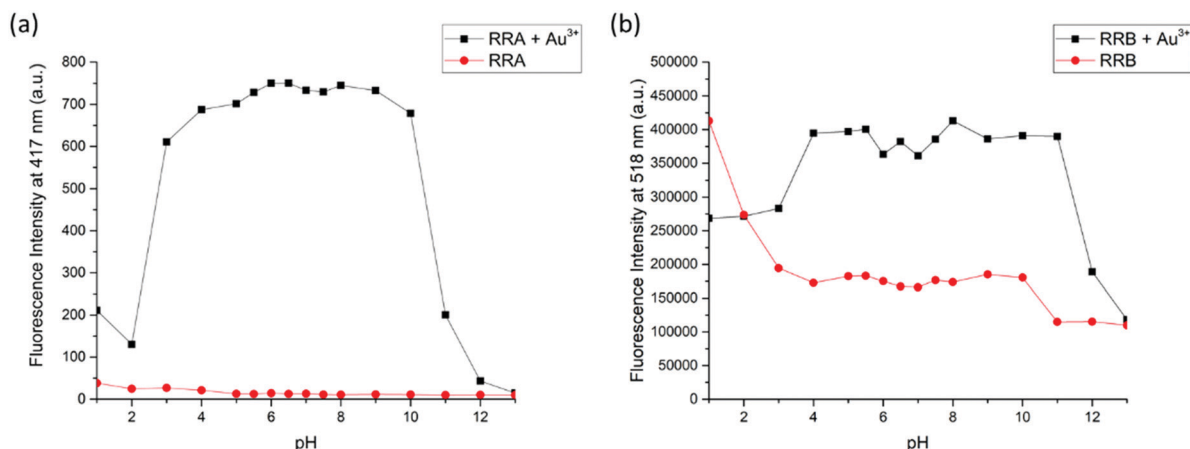 (a)
RRA + Au³⁺
RRA
Fluorescence Intensity at 417 nm (a.u.)
800
700
600
500
400
300
200
100
0
2 4 6 8 10 12
pH
(b)
RRB + Au³⁺
RRB
Fluorescence Intensity at 518 nm (a.u.)
500000
450000
400000
350000
300000
250000
200000
150000
100000
50000
0
2 4 6 8 10 12
pH